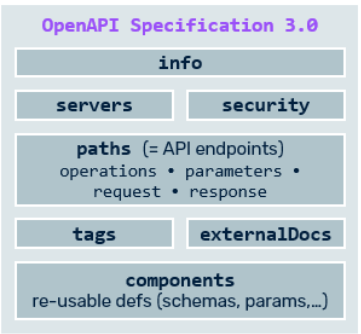 OpenAPI Specification 3.0
info
servers
security
paths (= API endpoints)
operations • parameters •
request • response
tags
externalDocs
components
re-usable defs (schemas, params,…)